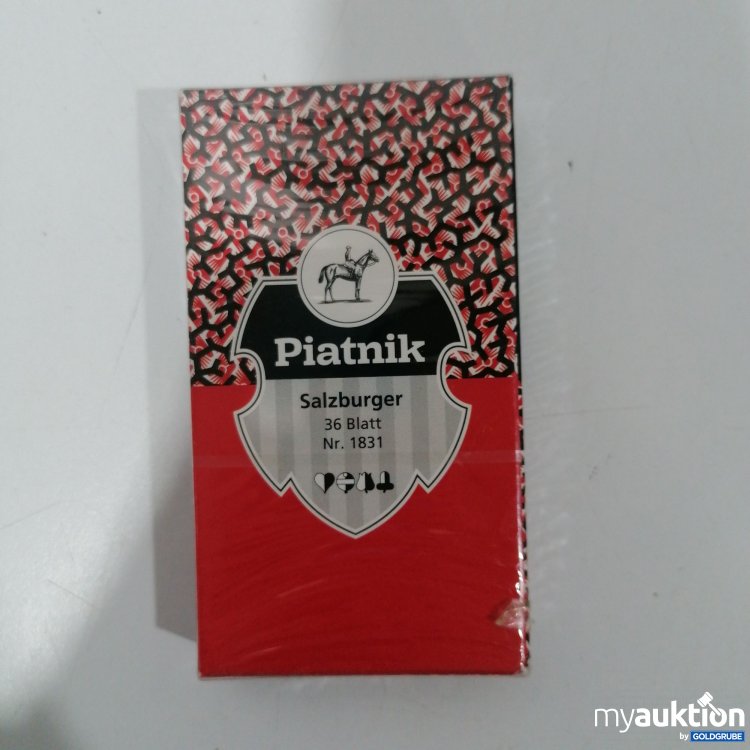 Piatnik
Salzburger
36 Blatt
Nr. 1831
myauktion
by GOLDGRUBE